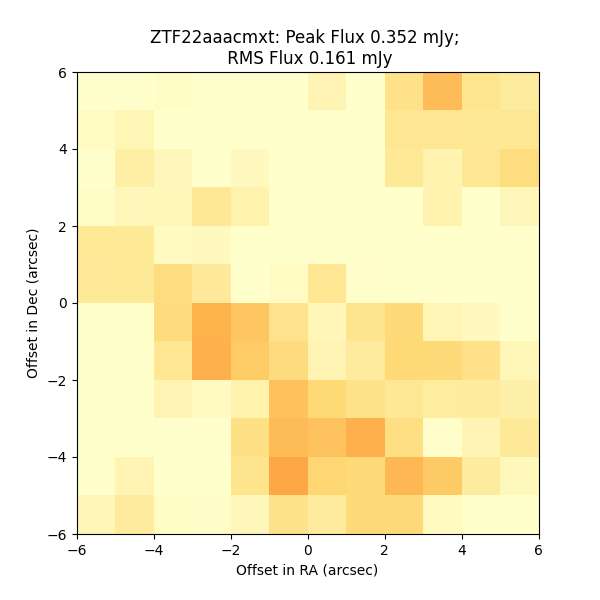 ZTF22aaacmxt: Peak Flux 0.352 mJy;
RMS Flux 0.161 mJy
6
4
2
0
−2
−4
−6
Offset in Dec (arcsec)
−6 −4 −2 0 2 4 6
Offset in RA (arcsec)